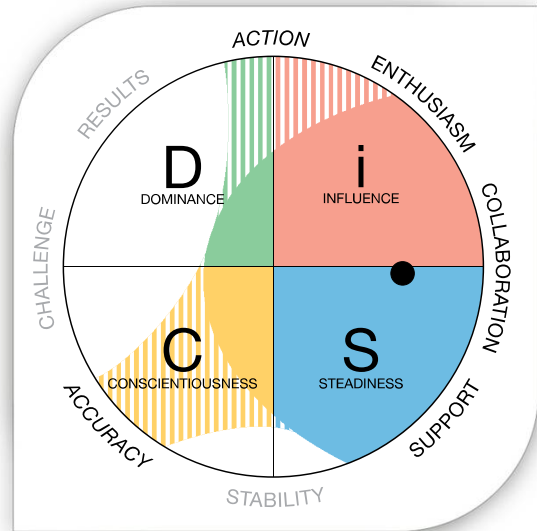 ACTION
ENTHUSIASM
RESULTS
D
DOMINANCE
i
INFLUENCE
COLLABORATION
CHALLENGE
C
CONSCIENTIOUSNESS
S
STEADINESS
ACCURACY
SUPPORT
STABILITY